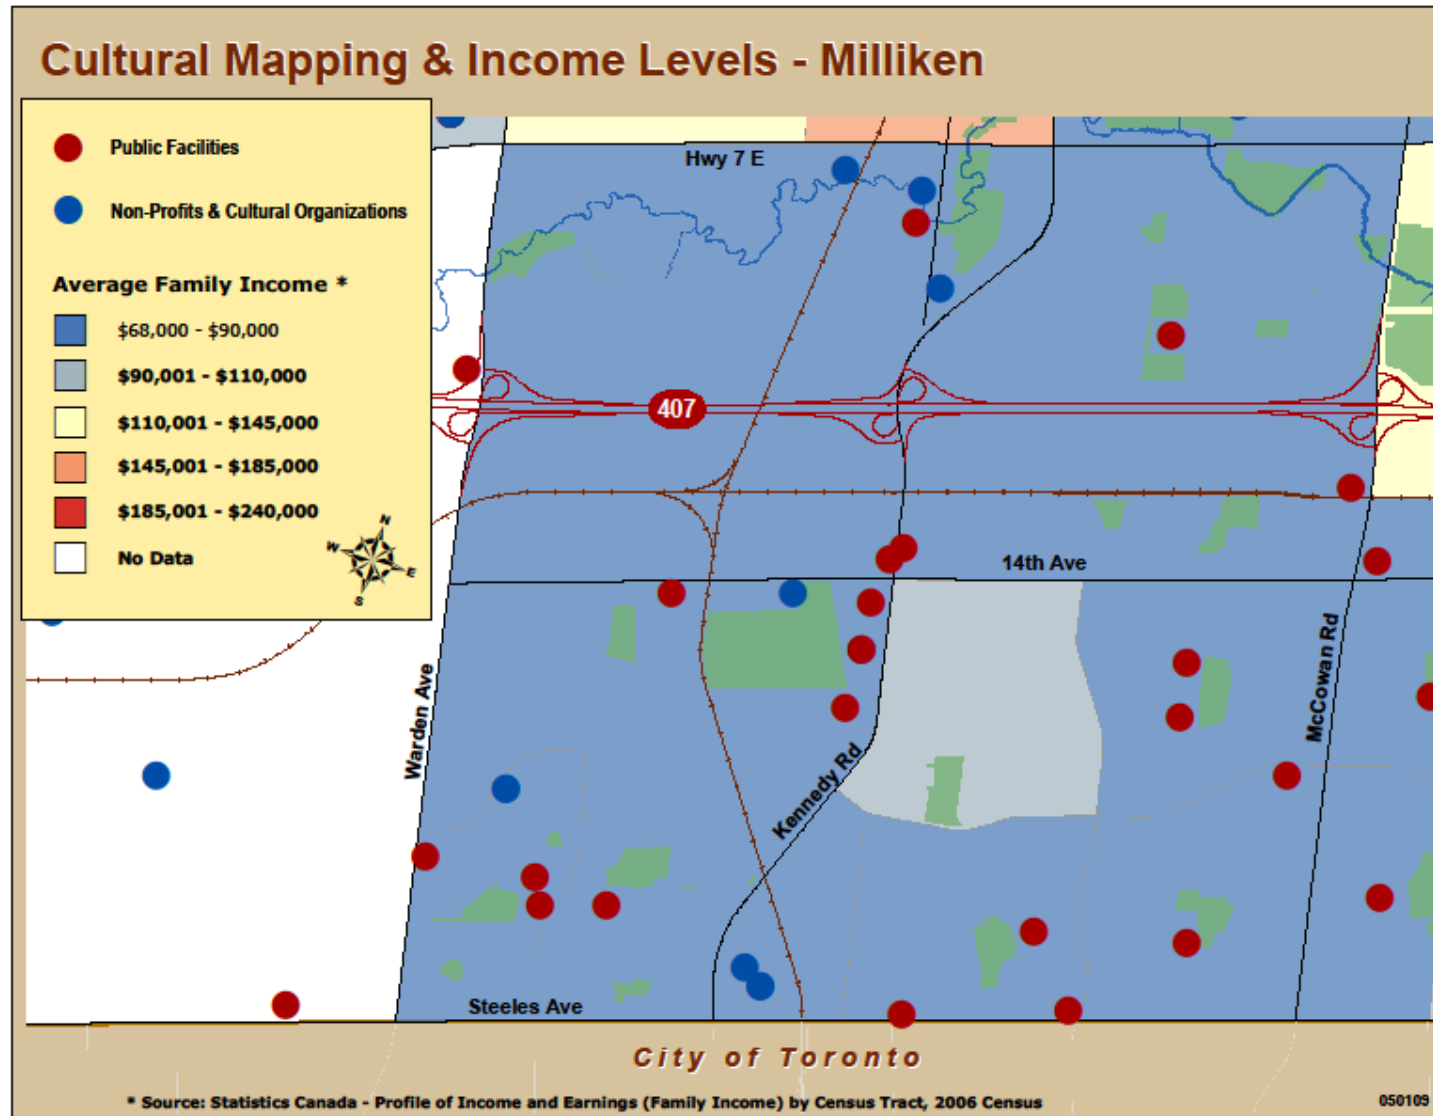 Cultural Mapping & Income Levels - Milliken
Public Facilities
Non-Profits & Cultural Organizations
Average Family Income *
$68,000 - $90,000
$90,001 - $110,000
$110,001 - $145,000
$145,001 - $185,000
$185,001 - $240,000
No Data
N
W
E
S
Hwy 7 E
407
14th Ave
Warden Ave
Kennedy Rd
McCowan Rd
Steeles Ave
City of Toronto
* Source: Statistics Canada - Profile of Income and Earnings (Family Income) by Census Tract, 2006 Census
050109